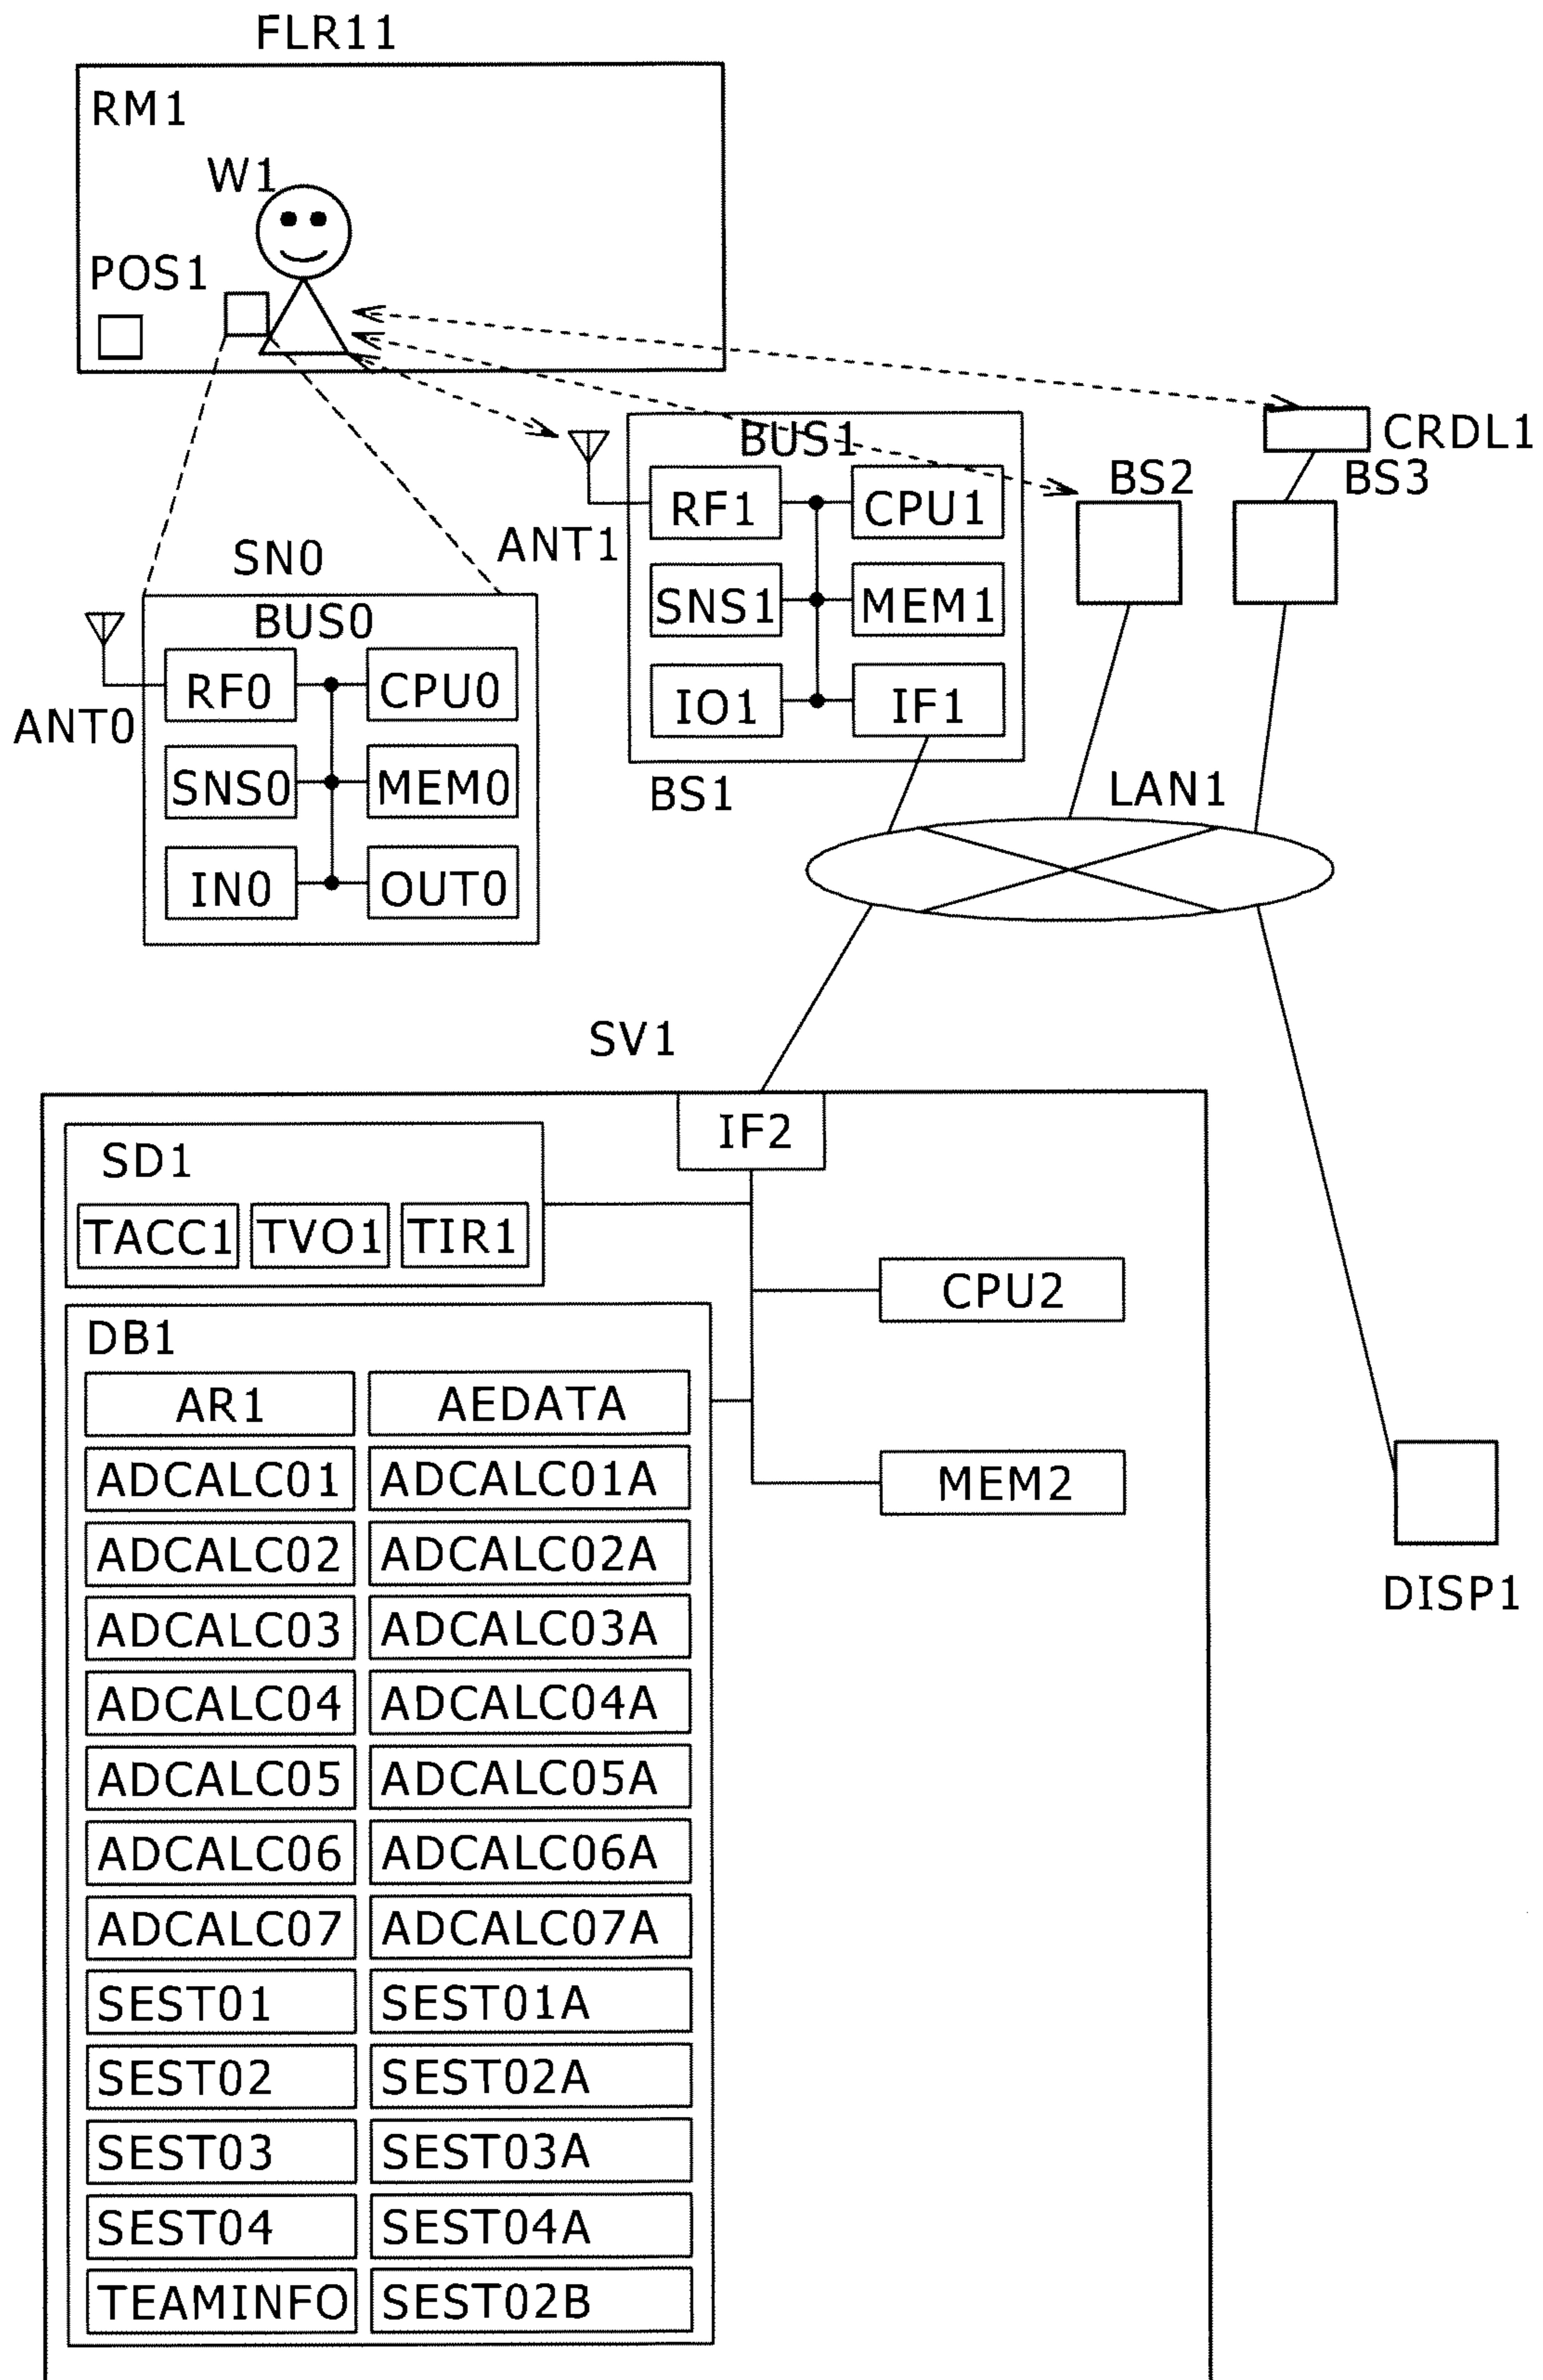 FLR11
RM1
W1
POS1
CRDL1
BS2
BS3
BUS1
RF1
CPU1
ANT1
SNS1
MEM1
IO1
IF1
BS1
SN0
BUS0
RF0
CPU0
ANT0
SNS0
MEM0
IN0
OUT0
LAN1
SV1
IF2
SD1
TACC1
TVO1
TIR1
CPU2
MEM2
DISP1
DB1
AR1
AEDATA
ADCALC01
ADCALC01A
ADCALC02
ADCALC02A
ADCALC03
ADCALC03A
ADCALC04
ADCALC04A
ADCALC05
ADCALC05A
ADCALC06
ADCALC06A
ADCALC07
ADCALC07A
SEST01
SEST01A
SEST02
SEST02A
SEST03
SEST03A
SEST04
SEST04A
TEAMINFO
SEST02B